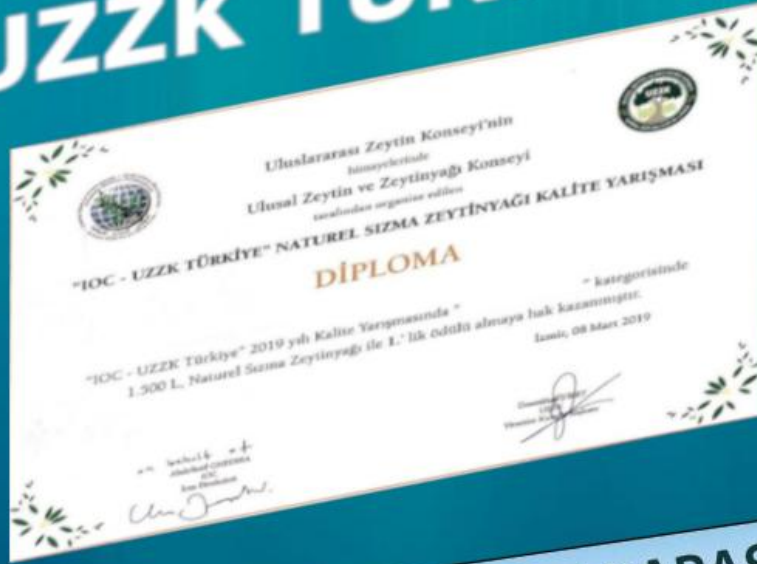 UZZK TÜR
UZZK
Uluslararası Zeytin Konseyi'nin
himayelerinde
Ulusal Zeytin ve Zeytinyağı Konseyi
tarafından organize edilen
"IOC - UZZK TÜRKİYE" NATUREL SIZMA ZEYTİNYAĞI KALİTE YARIŞMASI
DİPLOMA
"IOC - UZZK Türkiye" 2019 yılı Kalite Yarışmasında " " kategorisinde
1.500 L, Naturel Sızma Zeytinyağı ile 1.' lik ödülü almaya hak kazanmıştır.
İzmir, 08 Mart 2019
IOC